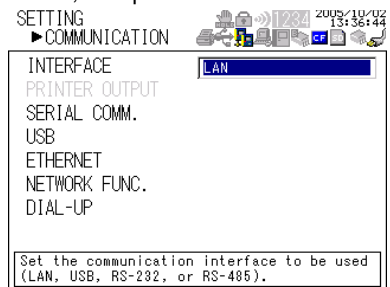 SETTING
►COMMUNICATION
1234
2005/10/02
13:36:44
CF
SD
INTERFACE
LAN
PRINTER OUTPUT
SERIAL COMM.
USB
ETHERNET
NETWORK FUNC.
DIAL-UP
Set the communication interface to be used
(LAN, USB, RS-232, or RS-485).